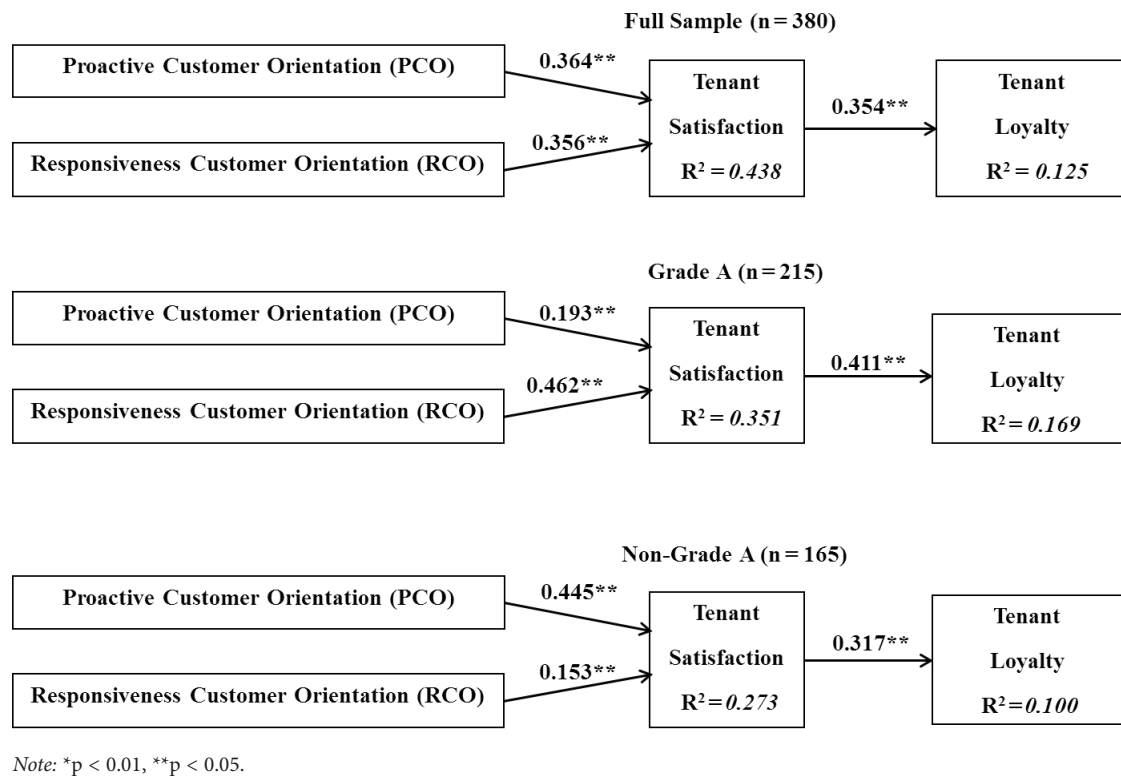 Full Sample (n = 380)
Proactive Customer Orientation (PCO)
0.364**
Responsiveness Customer Orientation (RCO)
0.356**
Tenant
Satisfaction
R² = 0.438
0.354**
Tenant
Loyalty
R² = 0.125
Grade A (n = 215)
Proactive Customer Orientation (PCO)
0.193**
Responsiveness Customer Orientation (RCO)
0.462**
Tenant
Satisfaction
R² = 0.351
0.411**
Tenant
Loyalty
R² = 0.169
Non-Grade A (n = 165)
Proactive Customer Orientation (PCO)
0.445**
Responsiveness Customer Orientation (RCO)
0.153**
Tenant
Satisfaction
R² = 0.273
0.317**
Tenant
Loyalty
R² = 0.100
Note: *p < 0.01, **p < 0.05.